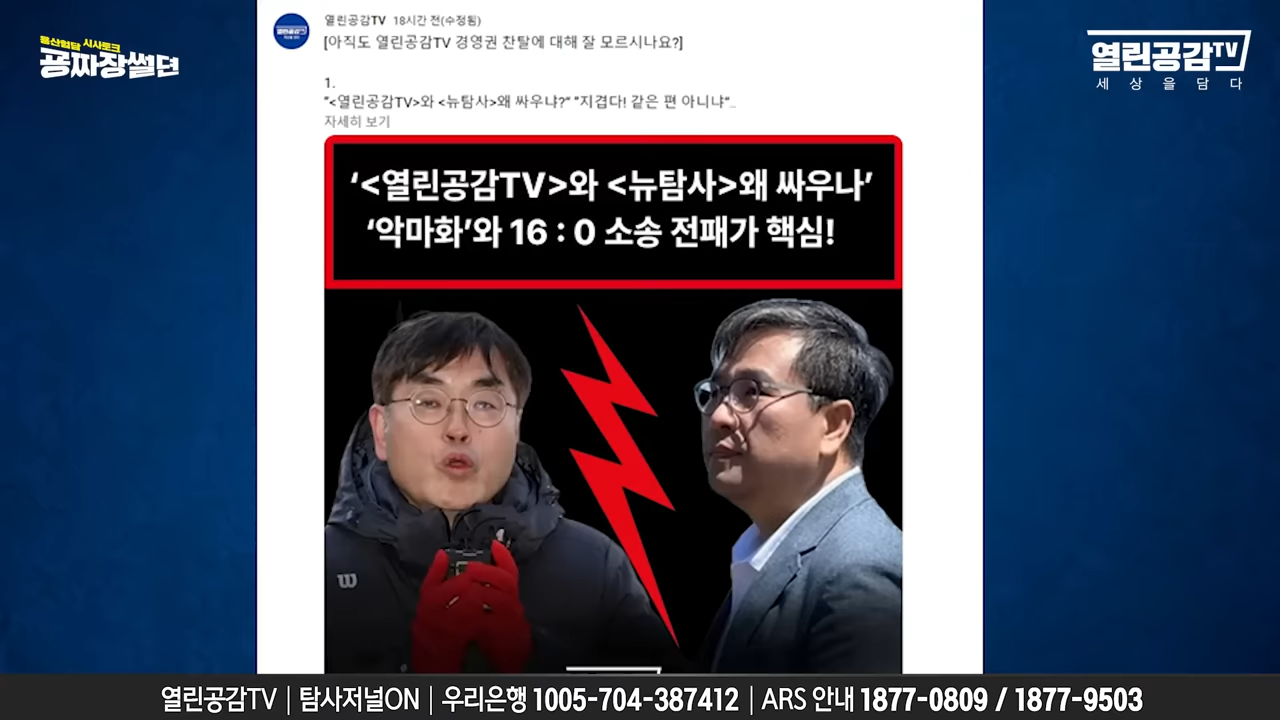 용산협담 시사토크
꽁짜장썰뎐
열린공감TV
세상을담다
열린공감TV 18시간 전(수정됨)
[아직도 열린공감TV 경영권 찬탈에 대해 잘 모르시나요?]
1.
"<열린공감TV>와 <뉴탐사>왜 싸우냐?" "지겹다! 같은 편 아니냐"...
자세히 보기
‘<열린공감TV>와 <뉴탐사>왜 싸우나’
‘악마화’와 16 : 0 소송 전패가 핵심!
열린공감TV | 탐사저널ON | 우리은행 1005-704-387412 | ARS 안내 1877-0809 / 1877-9503